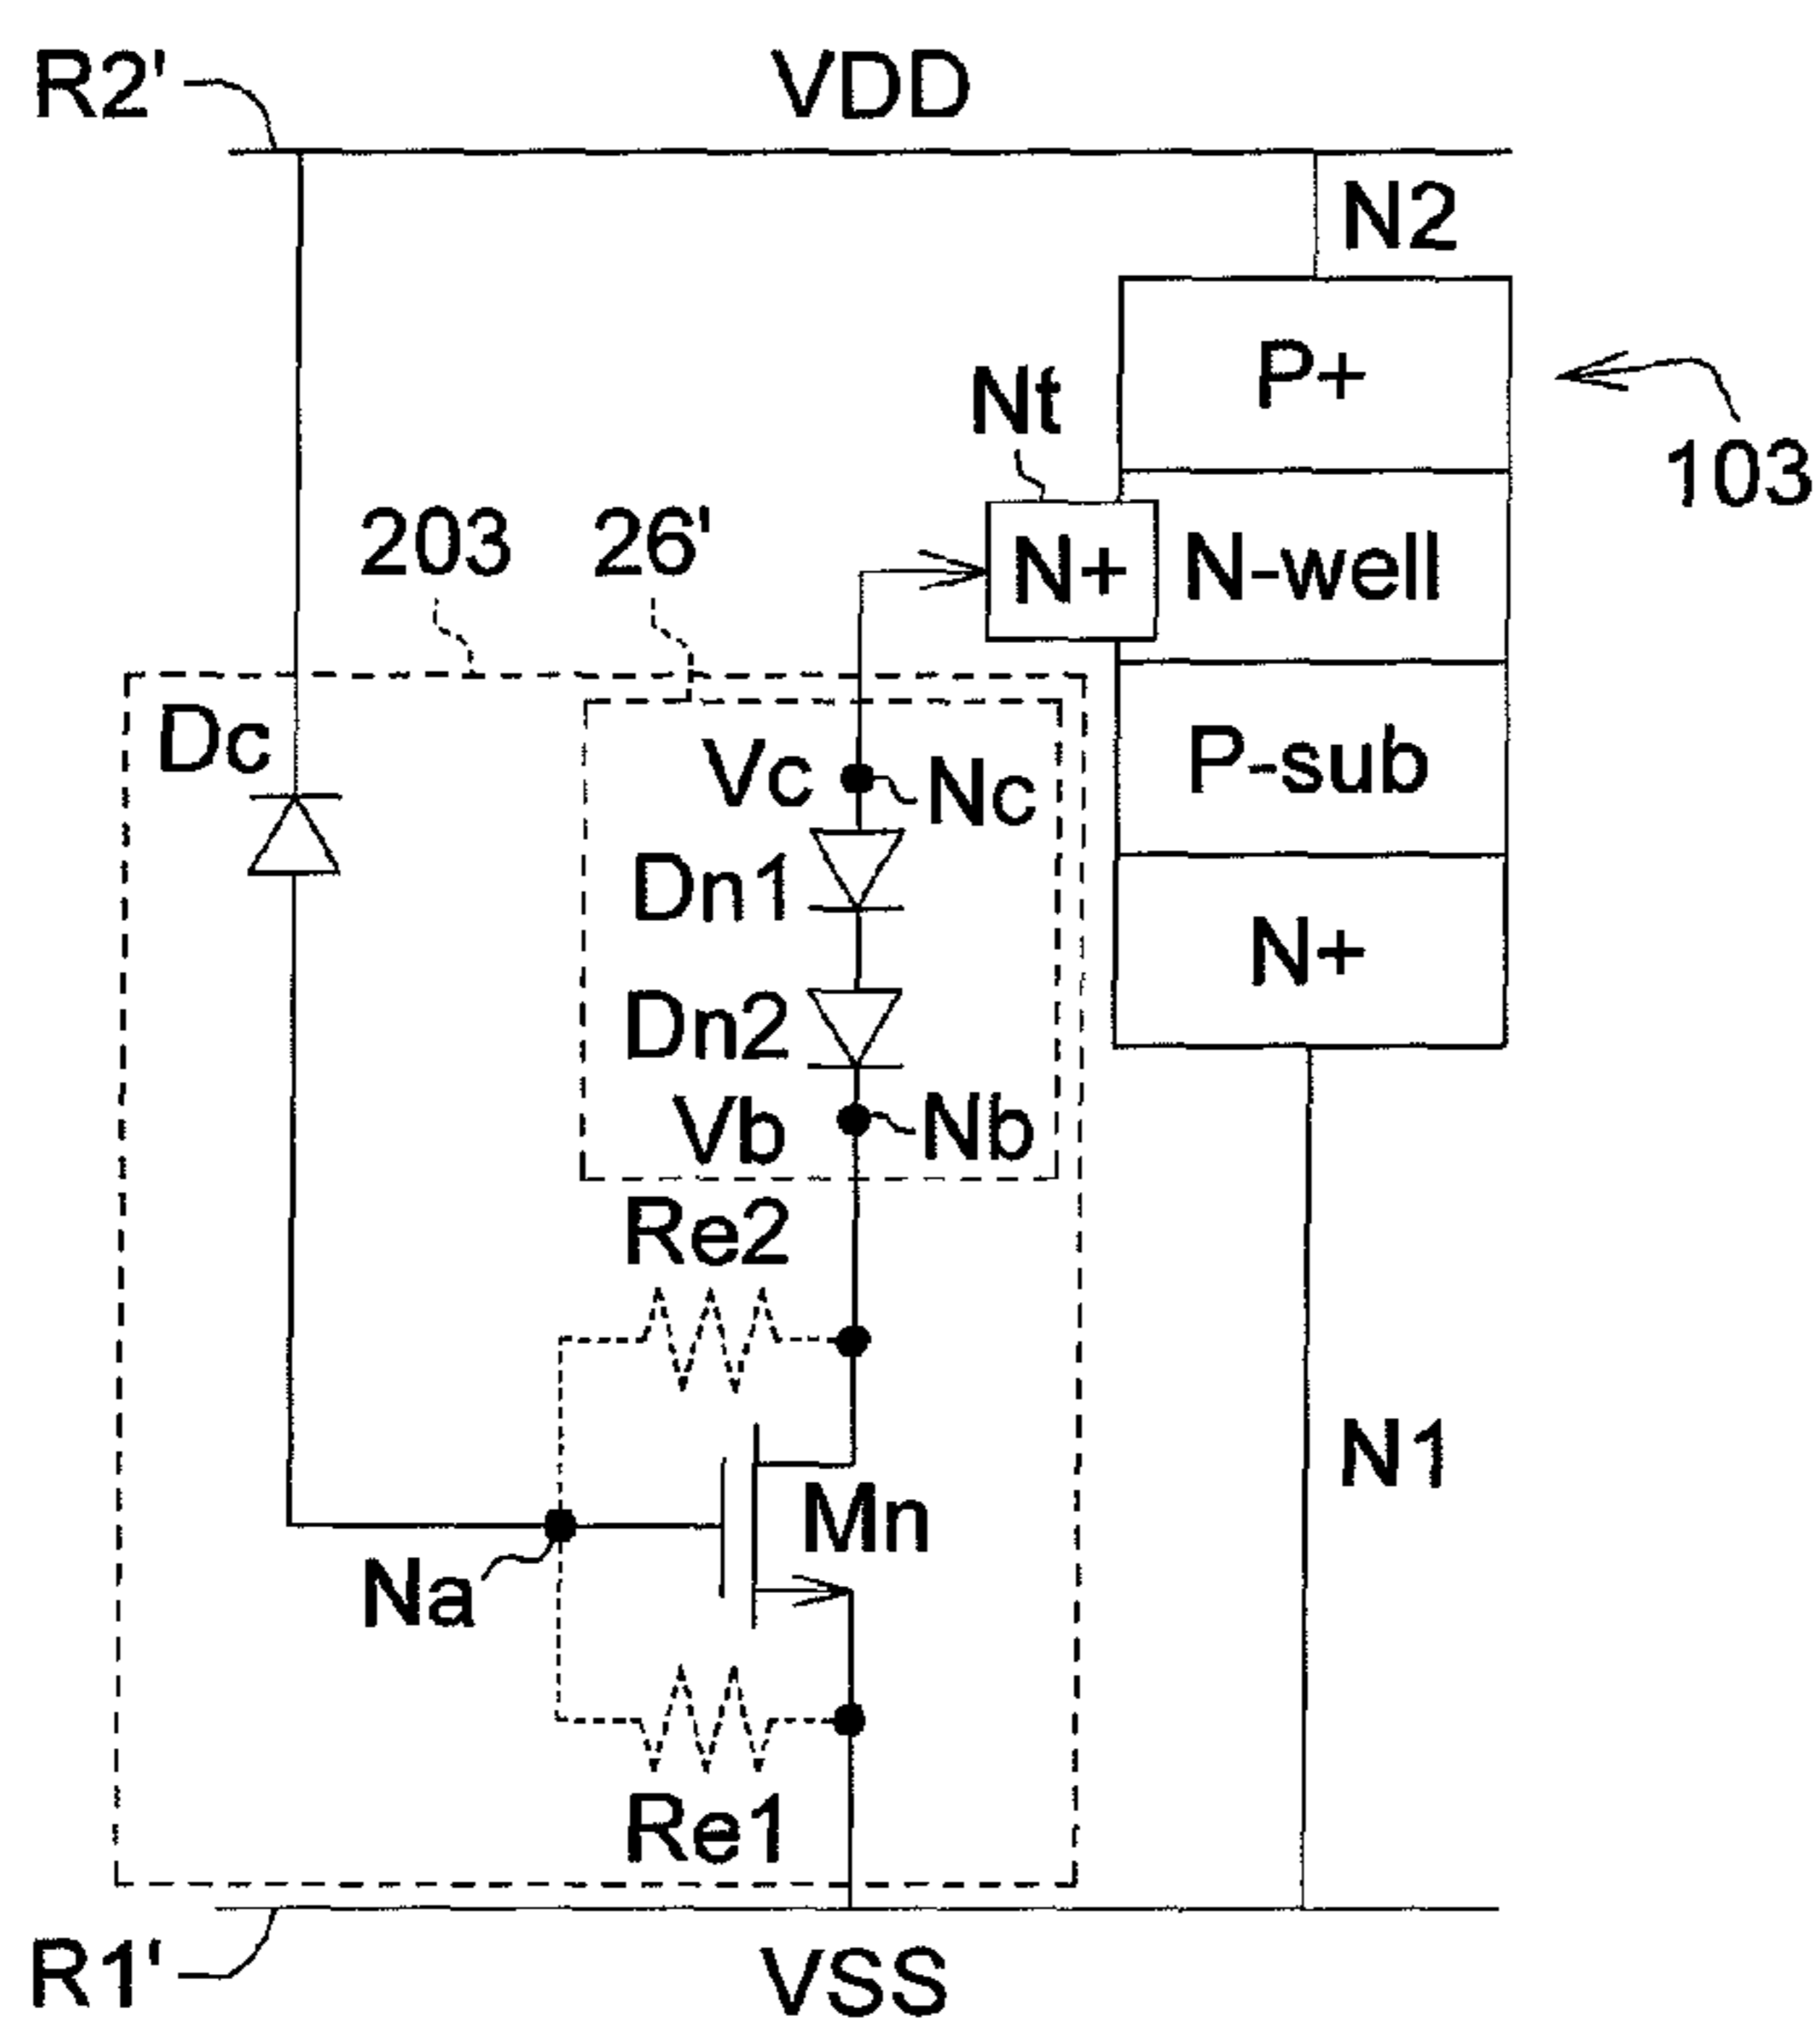 R2'
VDD
N2
P+
Nt
103
203
26'
N+
N-well
Dc
Vc
Nc
P-sub
Dn1
N+
Dn2
Vb
Nb
Re2
N1
Mn
Na
Re1
R1'
VSS